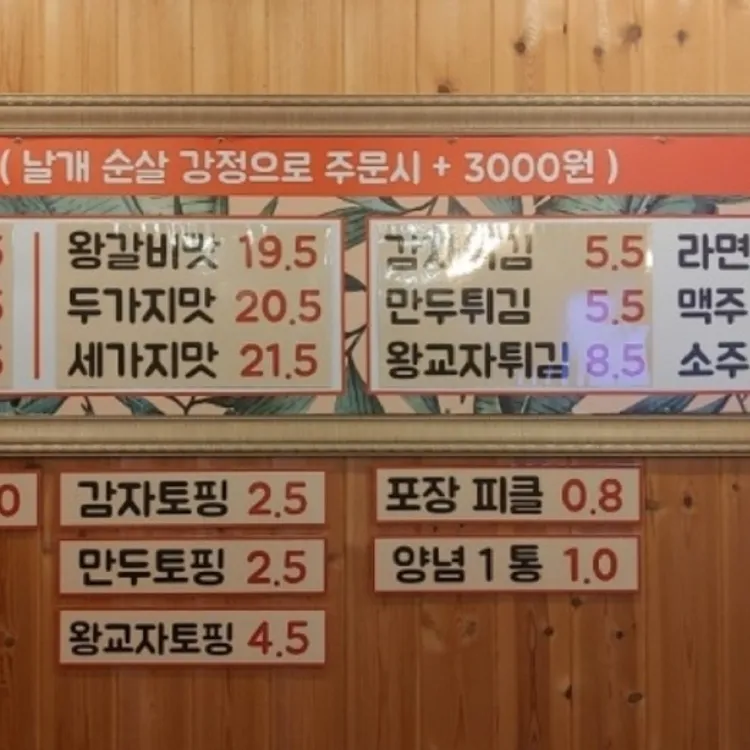 ( 날개 순살 강정으로 주문시 + 3000원 )
왕갈비맛 19.5
두가지맛 20.5
세가지맛 21.5
감자튀김 5.5
만두튀김 5.5
왕교자튀김 8.5
라면
맥주
소주
감자토핑 2.5
만두토핑 2.5
왕교자토핑 4.5
포장 피클 0.8
양념 1 통 1.0